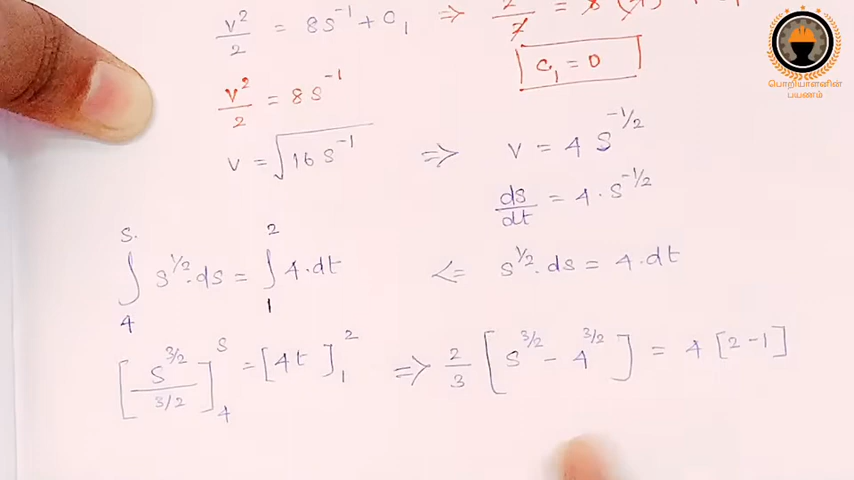 v²/2 = 8s⁻¹ + C₁ ⇒
C₁ = 0
v²/2 = 8s⁻¹
v = √16 s⁻¹ ⇒ v = 4 s^(-1/2)
ds/dt = 4 · s^(-1/2)
∫₄ˢ s^(1/2) · ds = ∫₁² 4 · dt <= s^(1/2) · ds = 4 · dt
[s^(3/2) / 3/2]₄ˢ = [4t]₁² ⇒ 2/3 [s^(3/2) - 4^(3/2)] = 4 [2-1]
பொறியாளனின்
பயணம்